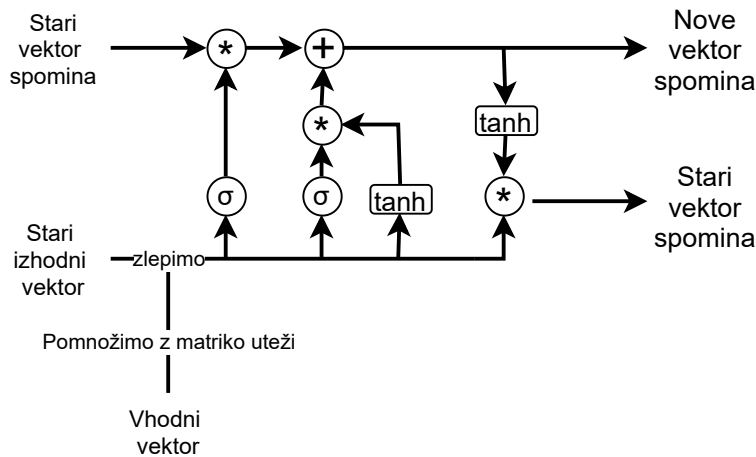 Stari
vektor
spomina
*
+
Nove
vektor
spomina
*
tanh
σ
σ
tanh
*
Stari
vektor
spomina
Stari
izhodni
vektor
zlepimo
Pomnožimo z matriko uteži
Vhodni
vektor